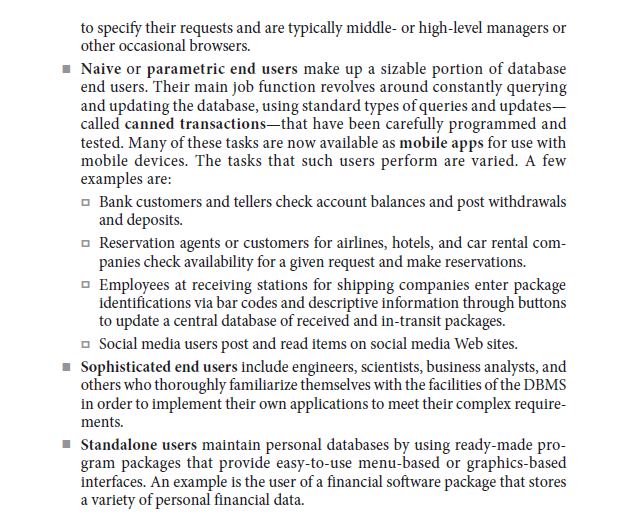 to specify their requests and are typically middle- or high-level managers or
other occasional browsers.
■ Naive or parametric end users make up a sizable portion of database
end users. Their main job function revolves around constantly querying
and updating the database, using standard types of queries and updates—
called canned transactions—that have been carefully programmed and
tested. Many of these tasks are now available as mobile apps for use with
mobile devices. The tasks that such users perform are varied. A few
examples are:
□ Bank customers and tellers check account balances and post withdrawals
and deposits.
□ Reservation agents or customers for airlines, hotels, and car rental com-
panies check availability for a given request and make reservations.
□ Employees at receiving stations for shipping companies enter package
identifications via bar codes and descriptive information through buttons
to update a central database of received and in-transit packages.
□ Social media users post and read items on social media Web sites.
■ Sophisticated end users include engineers, scientists, business analysts, and
others who thoroughly familiarize themselves with the facilities of the DBMS
in order to implement their own applications to meet their complex require-
ments.
■ Standalone users maintain personal databases by using ready-made pro-
gram packages that provide easy-to-use menu-based or graphics-based
interfaces. An example is the user of a financial software package that stores
a variety of personal financial data.